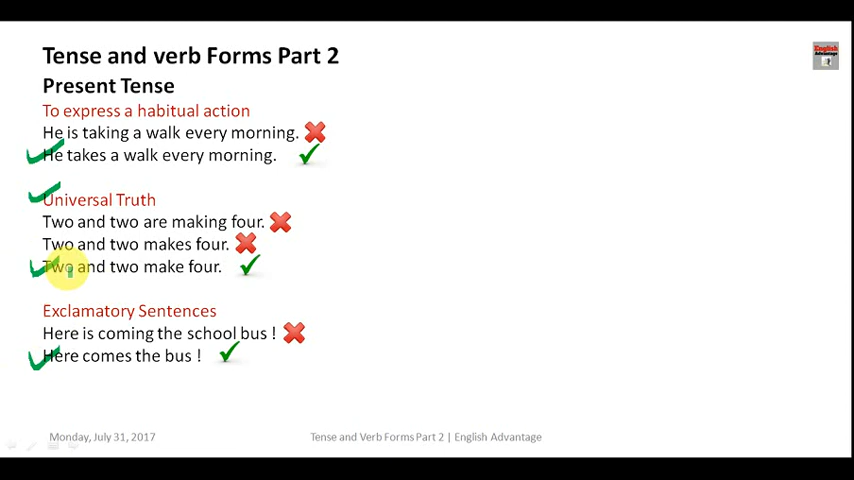 Tense and verb Forms Part 2
English
Advantage
Present Tense
To express a habitual action
He is taking a walk every morning.
He takes a walk every morning.
Universal Truth
Two and two are making four.
Two and two makes four.
Two and two make four.
Exclamatory Sentences
Here is coming the school bus !
Here comes the bus !
Monday, July 31, 2017
Tense and Verb Forms Part 2 | English Advantage